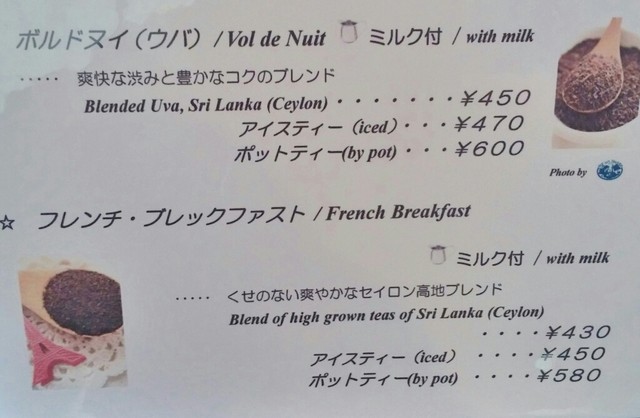 ボルドヌイ（ウバ） / Vol de Nuit ミルク付 / with milk
····· 爽快な渋みと豊かなコクのブレンド
Blended Uva, Sri Lanka (Ceylon)・・・・・・・¥450
アイスティー（iced）・・・¥470
ポットティー(by pot)・・・¥600
Photo by
☆ フレンチ・ブレックファスト / French Breakfast
ミルク付 / with milk
····· くせのない爽やかなセイロン高地ブレンド
Blend of high grown teas of Sri Lanka (Ceylon)
・・・・¥430
アイスティー（iced）・・・・¥450
ポットティー(by pot)・・・・¥580